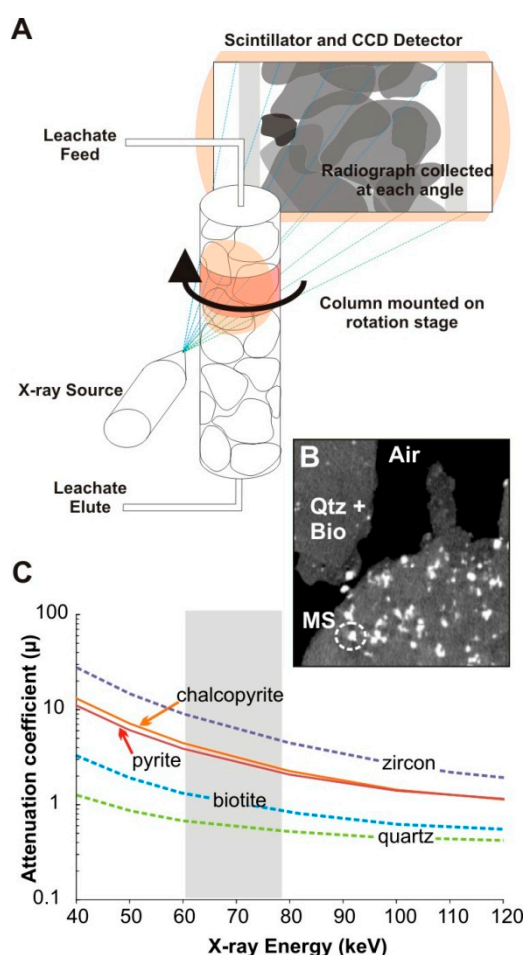 A
Scintillator and CCD Detector
Leachate
Feed
Radiograph collected
at each angle
Column mounted on
rotation stage
X-ray Source
Leachate
Elute
B
Air
Qtz +
Bio
MS
C
Attenuation coefficient (μ)
100
10
1
0.1
chalcopyrite
pyrite
zircon
biotite
quartz
40 50 60 70 80 90 100 110 120
X-ray Energy (keV)